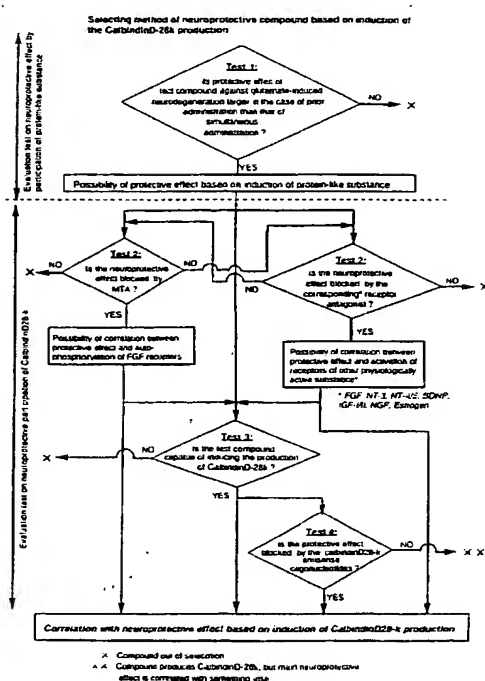 Selecting method of neuroprotective compound based on induction of
the CalbindinD-28k production
Evaluation test on neuroprotective effect by
participation of protein-like substance
Test 1:
Is protective effect of
test compound against glutamate-induced
neurodegeneration larger in the case of prior
administration than that of
simultaneous
administration ?
NO
X
YES
Possibility of protective effect based on induction of protein-like substance
Evaluation test on neuroprotective participation of CalbindinD28-k
Test 2:
Is the neuroprotective
effect blocked by
MTA ?
X
NO
NO
YES
Possibility of correlation between
protective effect and auto-
phosphorylation of FGF receptors
Test 2:
Is the neuroprotective
effect blocked by the
corresponding* receptor
antagonist ?
NO
NO
X
YES
Possibility of correlation between
protective effect and activation of
receptors of other physiologically
active substance*
* FGF, NT-3, NT-4/5, BDNF,
NGF, Estrogen
Test 3:
Is the test compound
capable of inducing the production
of CalbindinD-28k ?
X
NO
YES
Test 4:
Is the protective effect
blocked by the calbindinD28-k
antisense
oligonucleotides ?
NO
X X
YES
Correlation with neuroprotective effect based on induction of CalbindinD28-k production
X Compound out of selection
X X Compound produces CalbindinD-28k, but main neuroprotective
effect is correlated with something else